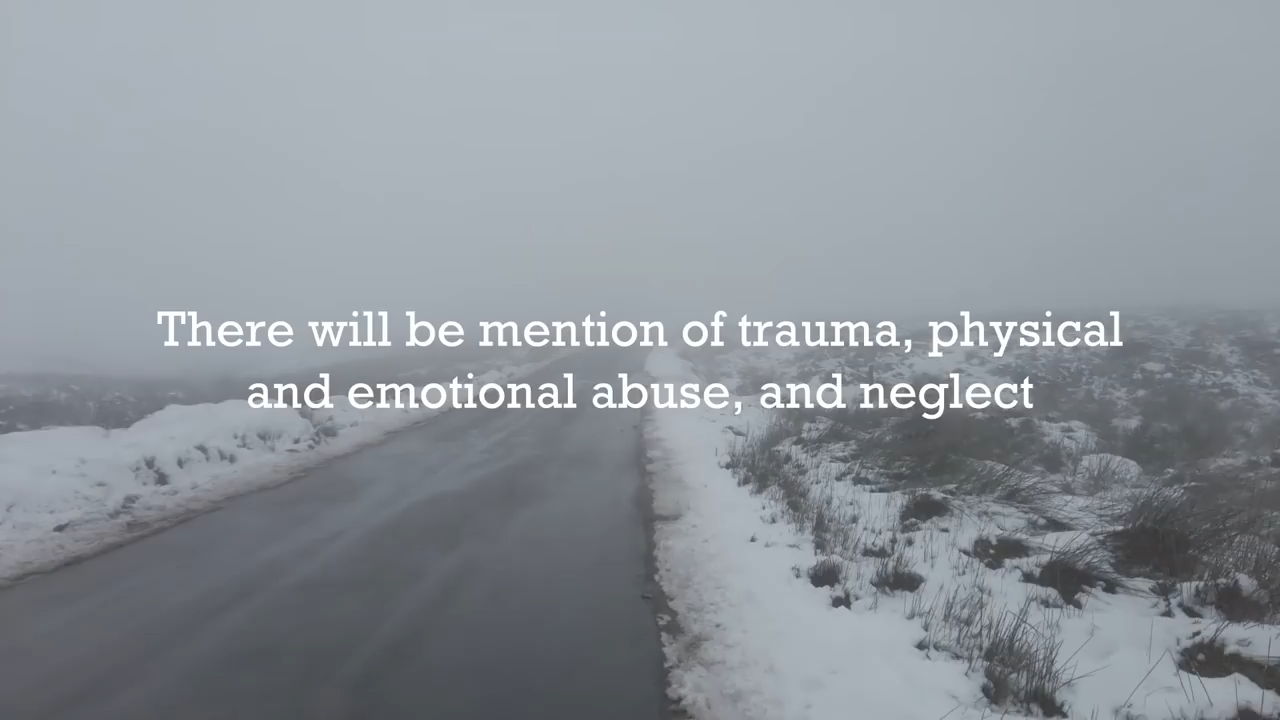 There will be mention of trauma, physical
and emotional abuse, and neglect